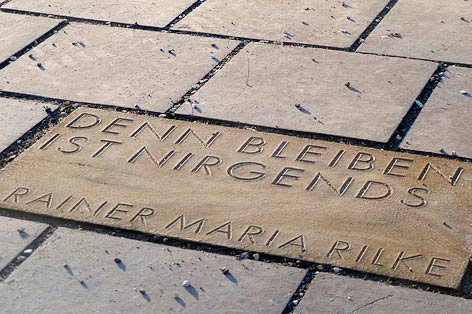 DENN BLEIBEN
IST NIRGENDS
RAINER MARIA RILKE